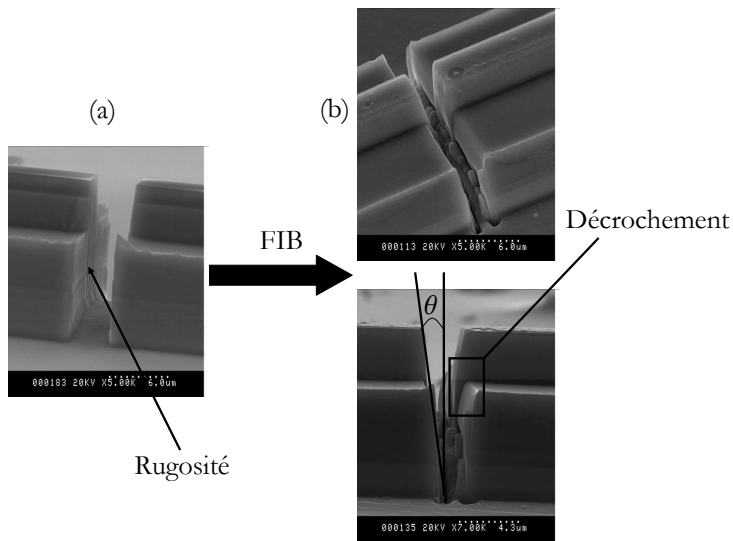 (a)
(b)
000113 20KV X5.00K 6.0um
Décrochement
FIB
θ
000183 20KV X5.00K 6.0um
Rugosité
000135 20KV X7.00K 4.3um